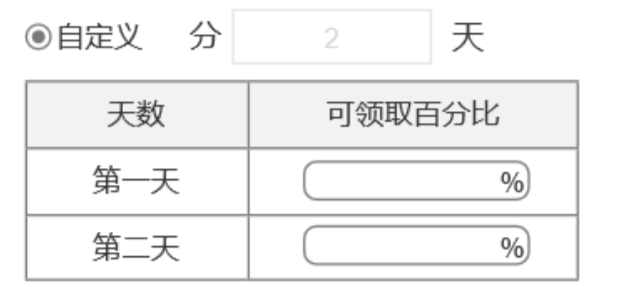 自定义 分 2 天
天数 可领取百分比
第一天 %
第二天 %